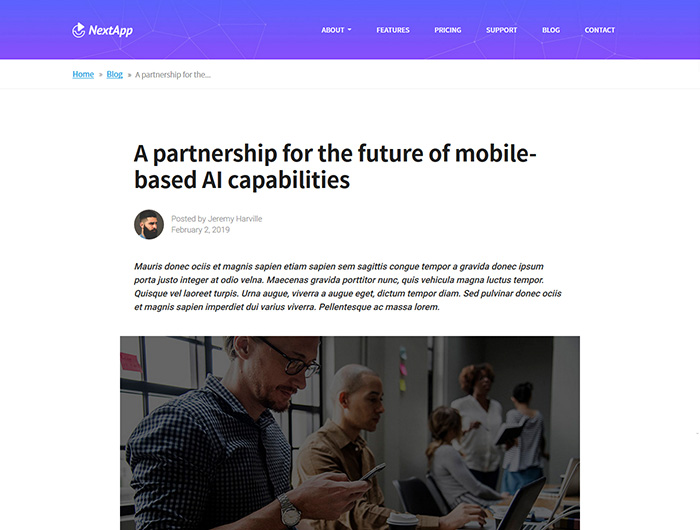 NextApp
ABOUT
FEATURES
PRICING
SUPPORT
BLOG
CONTACT
Home » Blog » A partnership for the...
A partnership for the future of mobile-
based AI capabilities
Posted by Jeremy Harville
February 2, 2019
Mauris donec ociis et magnis sapien etiam sapien sem sagittis congue tempor a gravida donec ipsum
porta justo integer at odio velna. Maecenas gravida porttitor nunc, quis vehicula magna luctus tempor.
Quisque vel laoreet turpis. Urna augue, viverra a augue eget, dictum tempor diam. Sed pulvinar donec ociis
et magnis sapien imperdiet dui varius viverra. Pellentesque ac massa lorem.